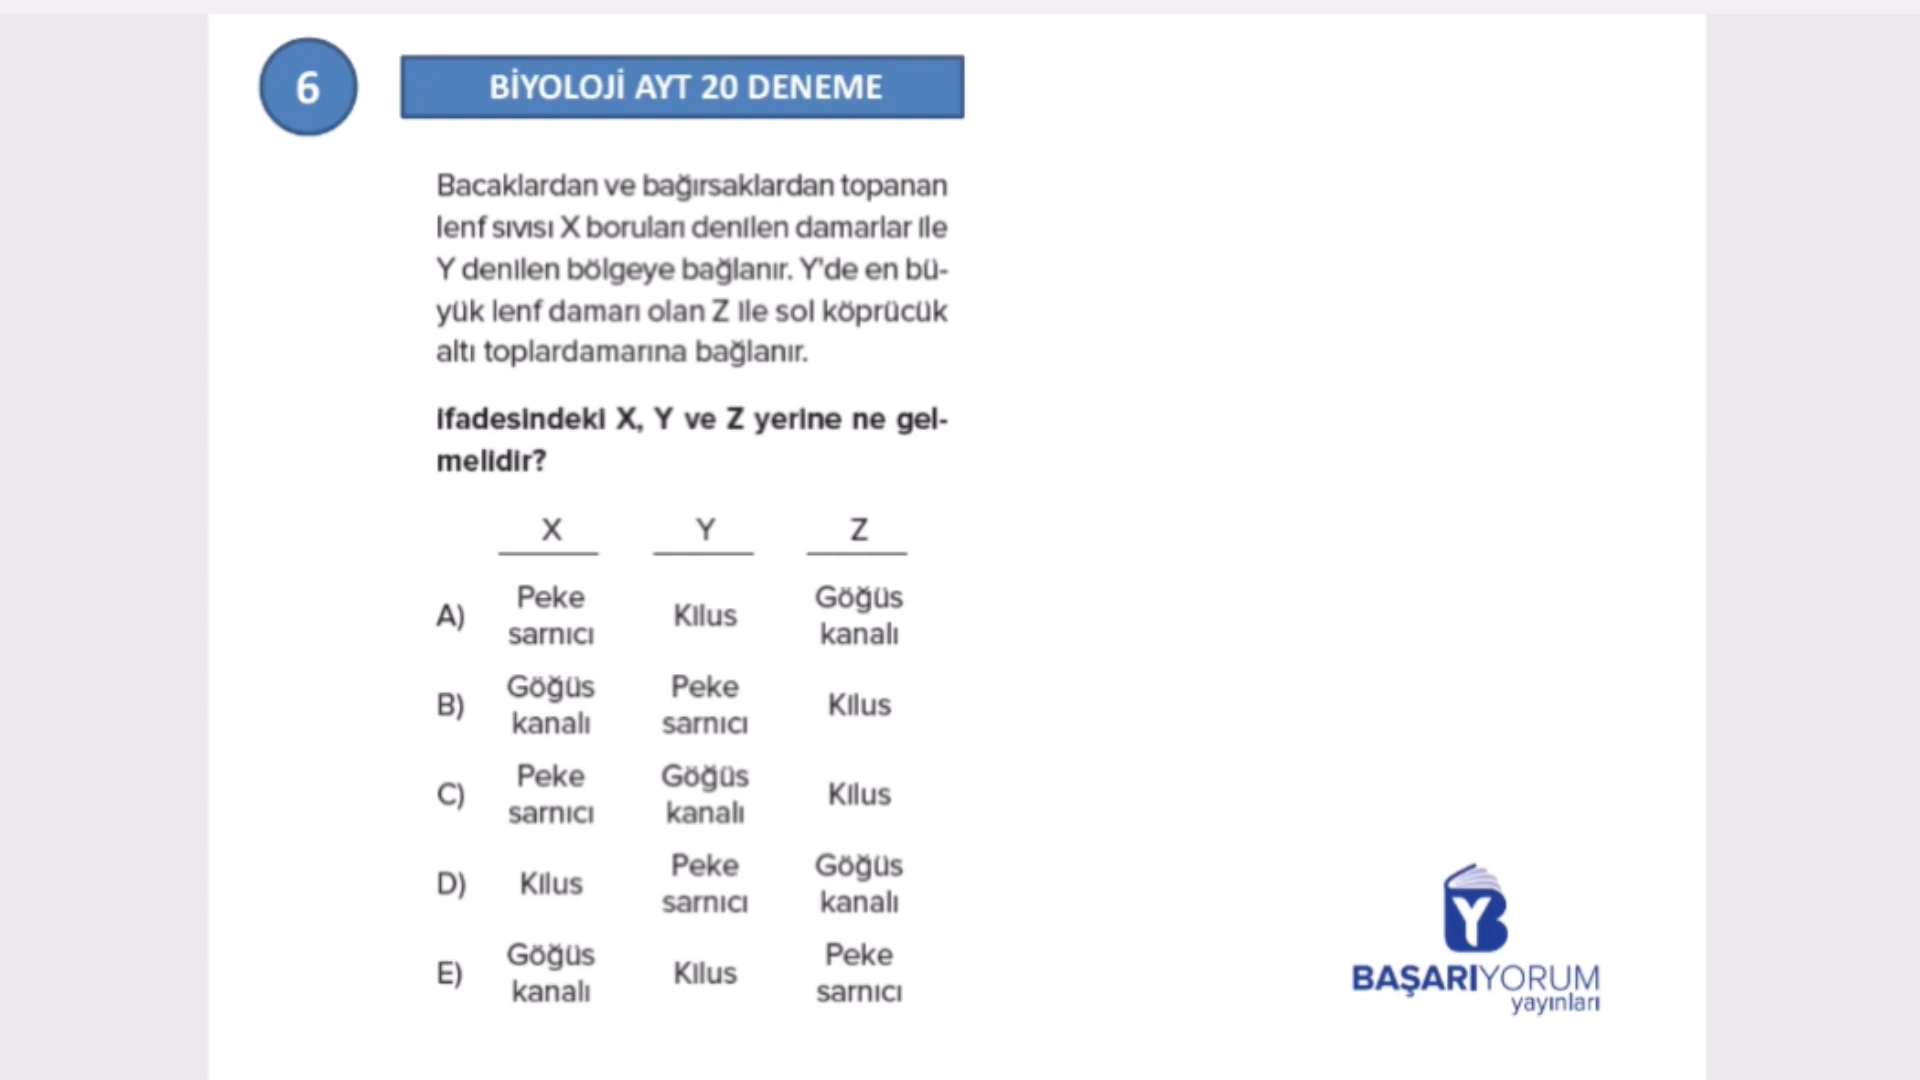 6
BİYOLOJİ AYT 20 DENEME
Bacaklardan ve bağırsaklardan topanan
lenf sıvısı X boruları denilen damarlar ile
Y denilen bölgeye bağlanır. Y'de en bü-
yük lenf damarı olan Z ile sol köprücük
altı toplardamarına bağlanır.
ifadesindeki X, Y ve Z yerine ne gel-
melidir?
X Y Z
A) Peke sarnıcı Kilus Göğüs kanalı
B) Göğüs kanalı Peke sarnıcı Kilus
C) Peke sarnıcı Göğüs kanalı Kilus
D) Kilus Peke sarnıcı Göğüs kanalı
E) Göğüs kanalı Kilus Peke sarnıcı
BAŞARIYORUM
yayınları